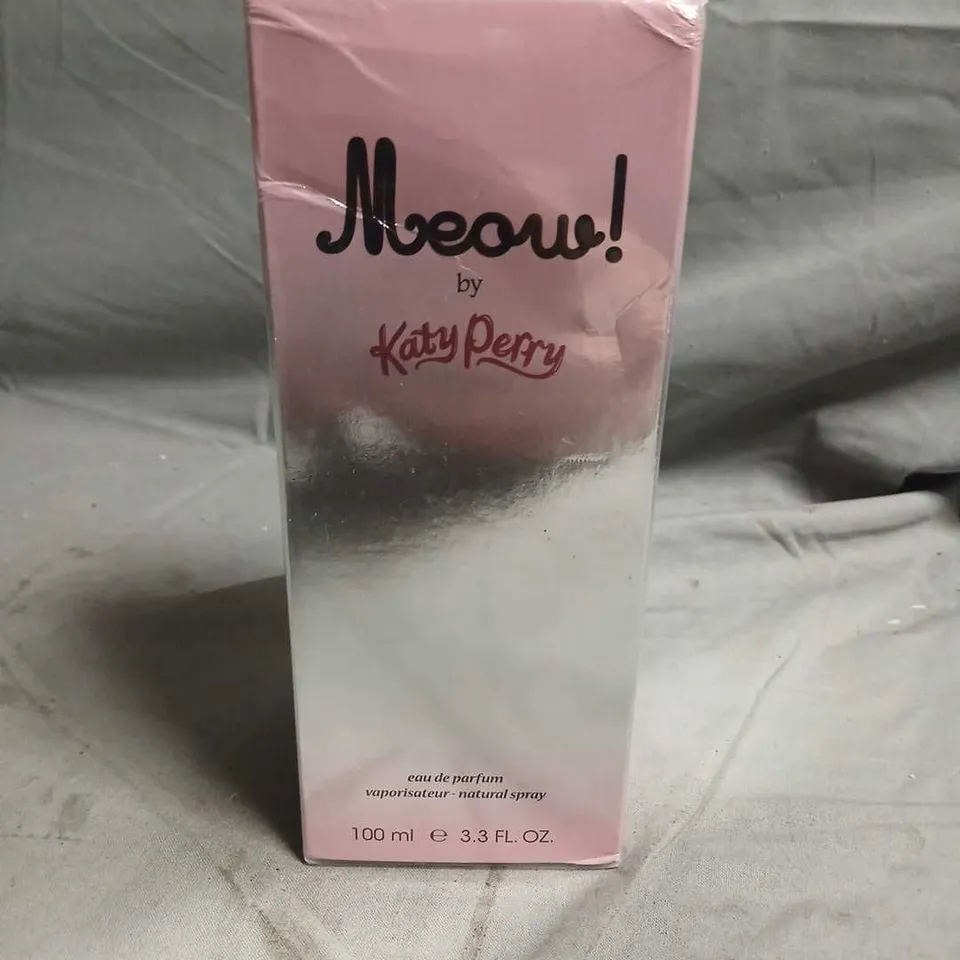 Meow!
by
Katy Perry
eau de parfum
vaporisateur - natural spray
100 ml ℮ 3.3 FL. OZ.